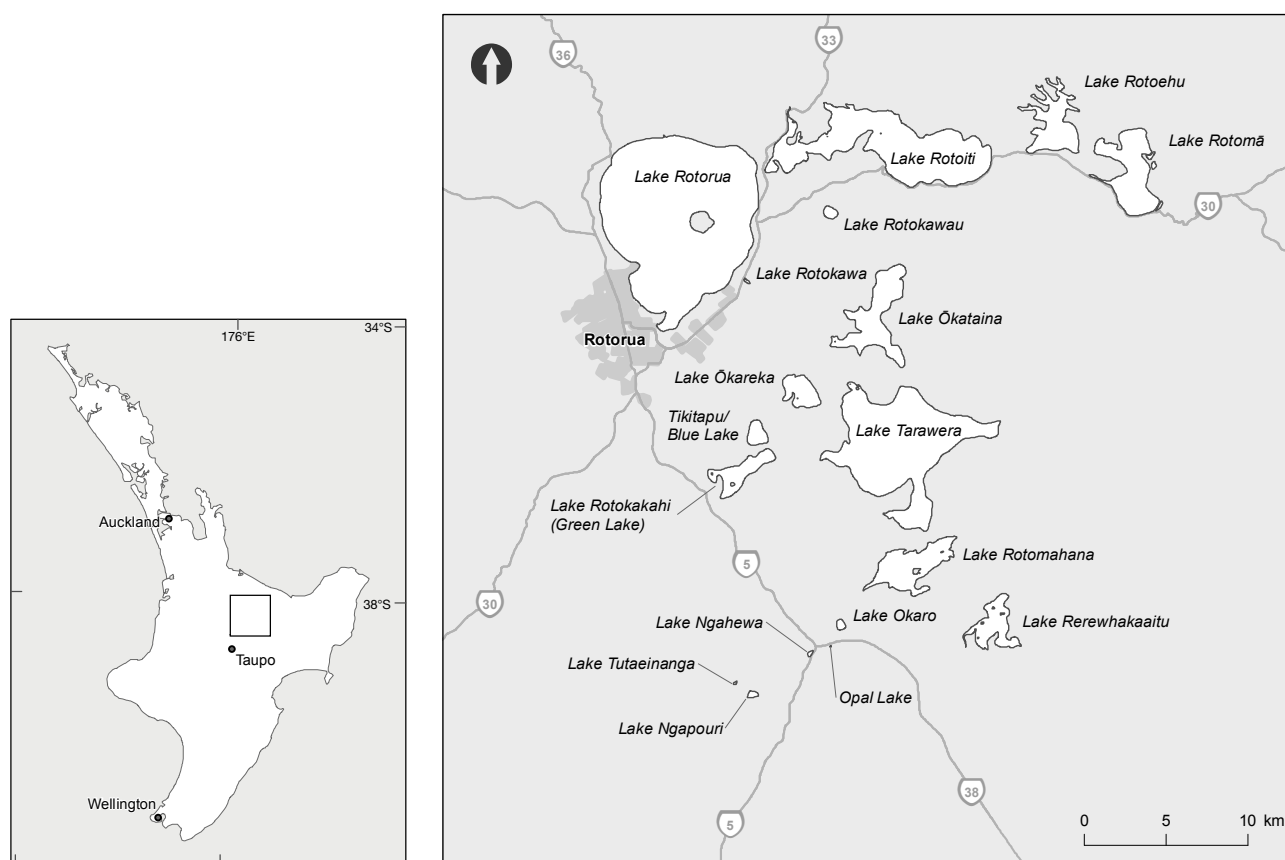 176°E
34°S
Auckland
38°S
Taupo
Wellington
36
33
Lake Rotoehu
Lake Rotomā
Lake Rotoiti
Lake Rotorua
30
Lake Rotokawau
Lake Rotokawa
Lake Ōkataina
Rotorua
Lake Ōkareka
Tikitapu/
Blue Lake
Lake Tarawera
Lake Rotokakahi
(Green Lake)
5
Lake Rotomahana
30
Lake Okaro
Lake Ngahewa
Lake Rerewhakaaitu
Lake Tutaeinanga
Opal Lake
Lake Ngapouri
38
5
0 5 10 km